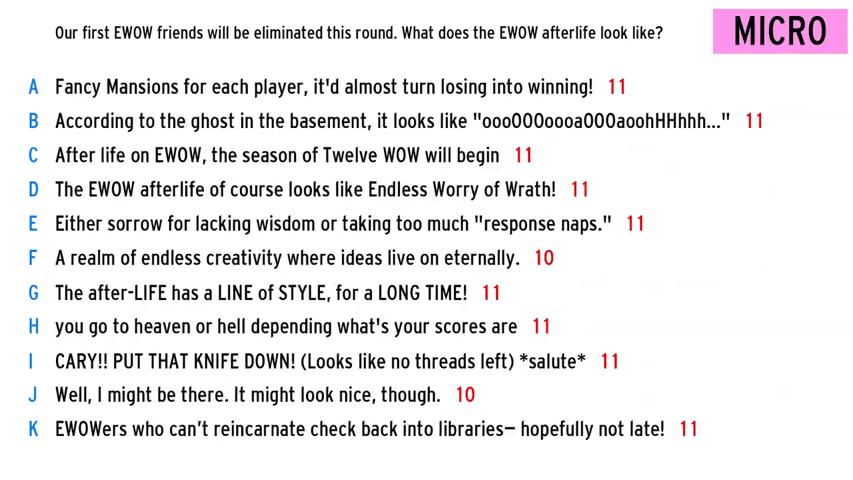 Our first EWOW friends will be eliminated this round. What does the EWOW afterlife look like?
MICRO
A Fancy Mansions for each player, it'd almost turn losing into winning! 11
B According to the ghost in the basement, it looks like "oooOOOoooaOOOaoohHHhhh..." 11
C After life on EWOW, the season of Twelve WOW will begin 11
D The EWOW afterlife of course looks like Endless Worry of Wrath! 11
E Either sorrow for lacking wisdom or taking too much "response naps." 11
F A realm of endless creativity where ideas live on eternally. 10
G The after-LIFE has a LINE of STYLE, for a LONG TIME! 11
H you go to heaven or hell depending what's your scores are 11
I CARY!! PUT THAT KNIFE DOWN! (Looks like no threads left) *salute* 11
J Well, I might be there. It might look nice, though. 10
K EWOWers who can’t reincarnate check back into libraries— hopefully not late! 11